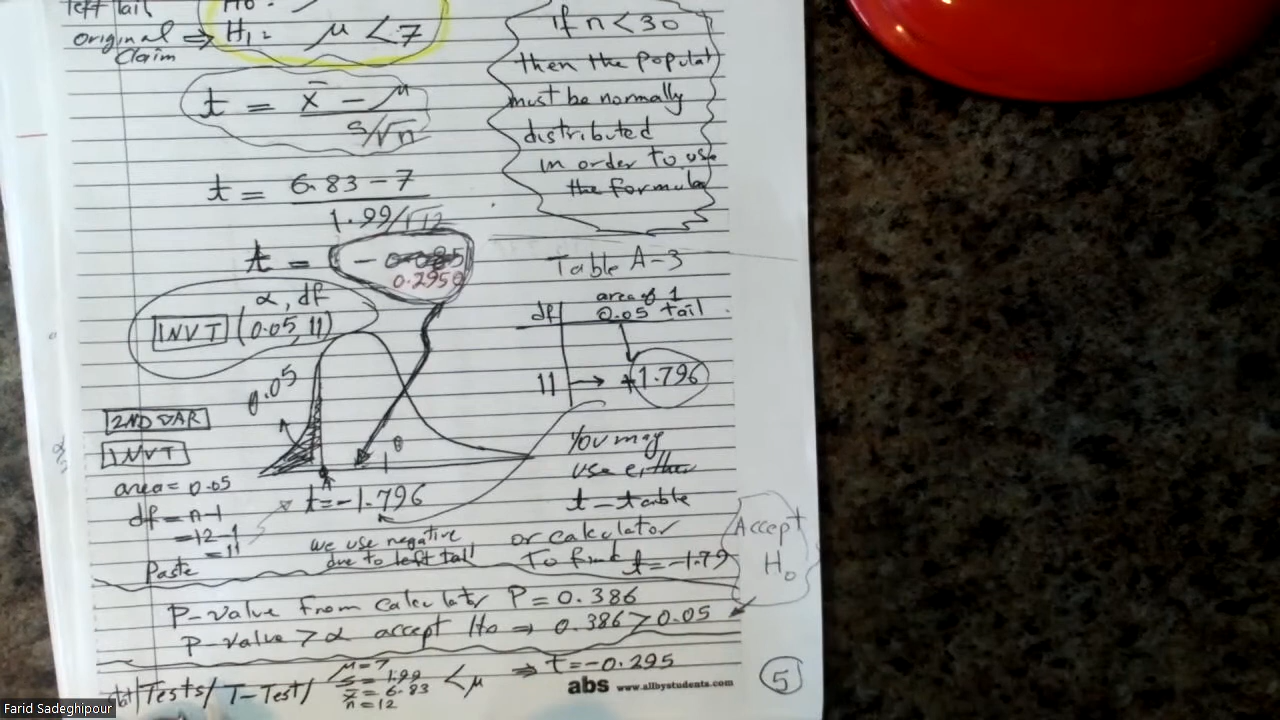 left tail
H0:
original ⇒ H1 = μ < 7
Claim
t = x̄ - μ
s/√n
t = 6.83 - 7
1.99/√12
t = -
0.2950
α, df
INVT (0.05, 11)
0.05
2ND VAR
INVT
area = 0.05
df = n-1
= 12-1
= 11
Paste
0
t = -1.796
we use negative
due to left tail
if n < 30
then the populat
must be normally
distributed
in order to use
the formula
Table A-3
df area of 1
0.05 tail
11 → 1.796
You may
use either
t-table
or calculator
To find t = -1.79
Accept
H0
P-value from calculator P = 0.386
P-value > α accept H0 ⇒ 0.386 > 0.05
Tests/ T-Test/ μ = 7
s = 1.99
x̄ = 6.83
n = 12
< μ ⇒ t = -0.295
abs www.allbystudents.com
5
Farid Sadeghipour